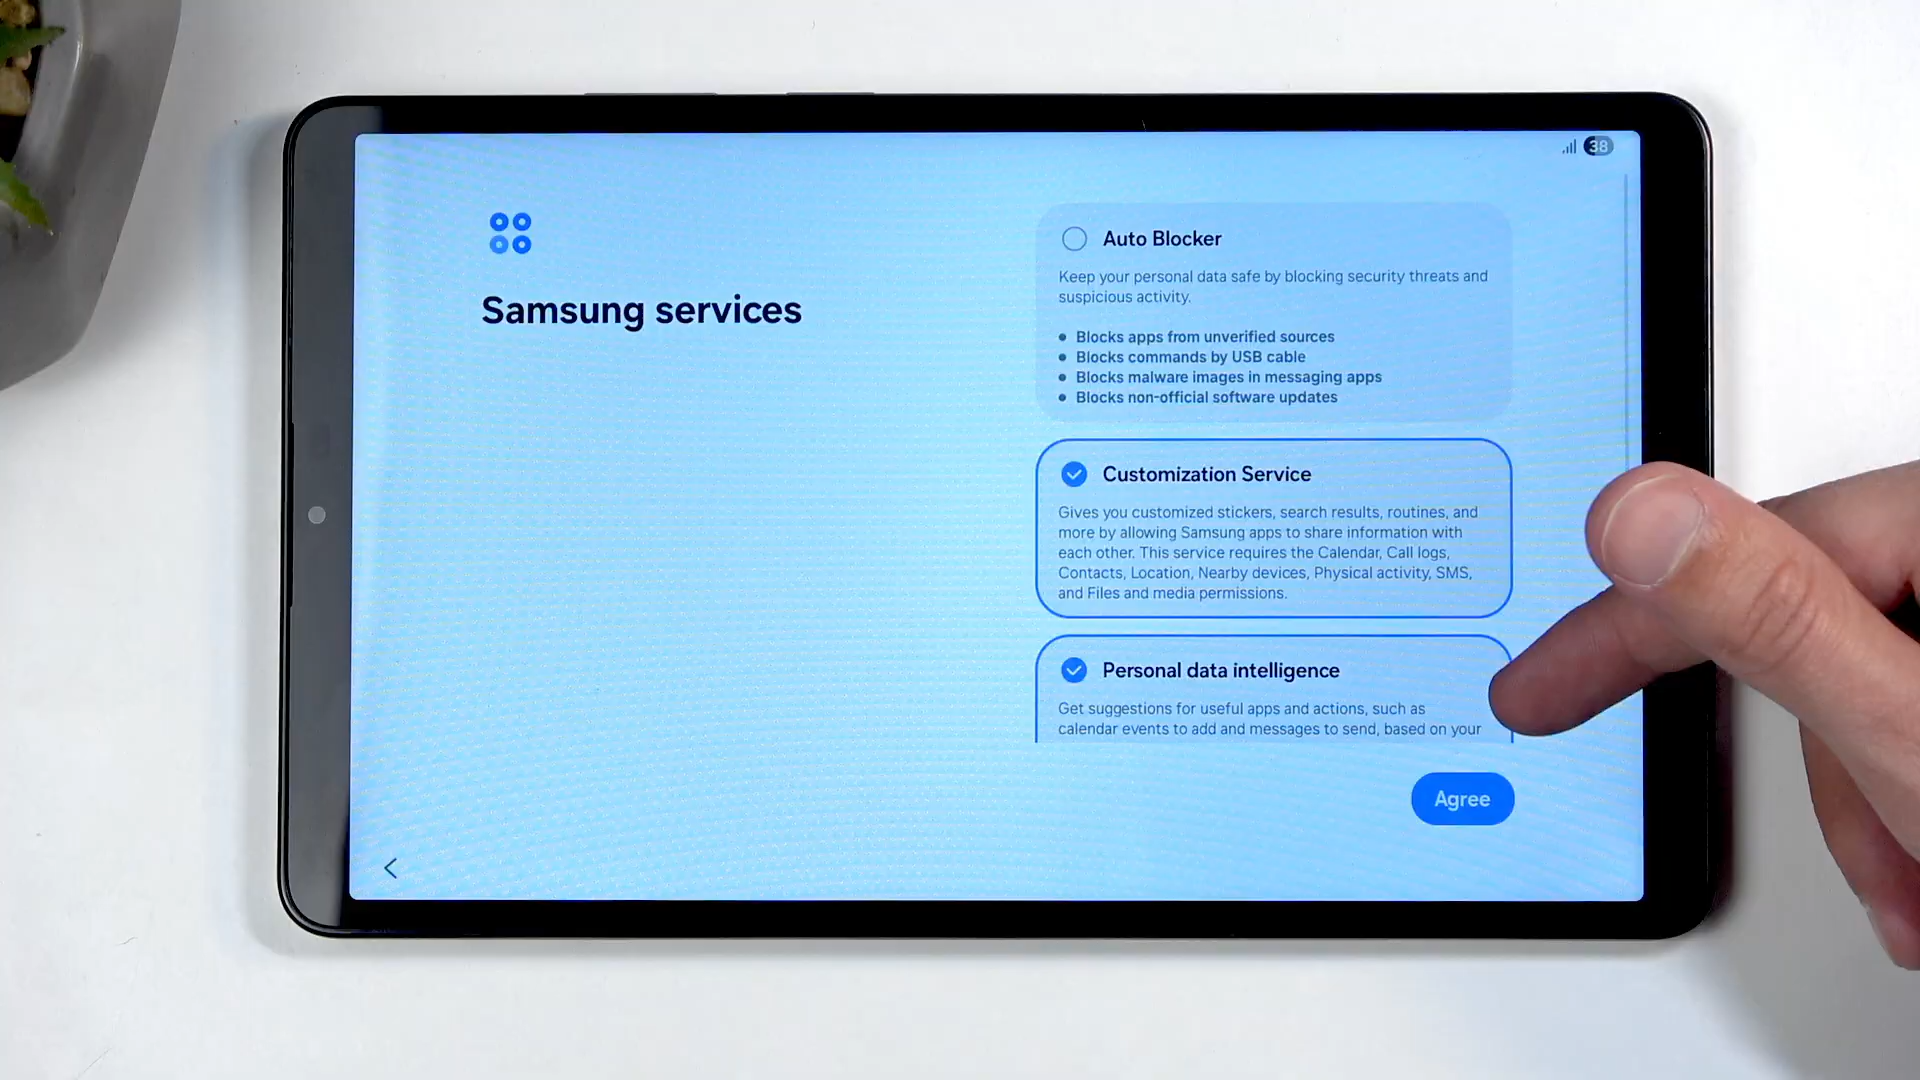 38
Samsung services
Auto Blocker
Keep your personal data safe by blocking security threats and
suspicious activity.
• Blocks apps from unverified sources
• Blocks commands by USB cable
• Blocks malware images in messaging apps
• Blocks non-official software updates
Customization Service
Gives you customized stickers, search results, routines, and
more by allowing Samsung apps to share information with
each other. This service requires the Calendar, Call logs,
Contacts, Location, Nearby devices, Physical activity, SMS,
and Files and media permissions.
Personal data intelligence
Get suggestions for useful apps and actions, such as
calendar events to add and messages to send, based on your
Agree